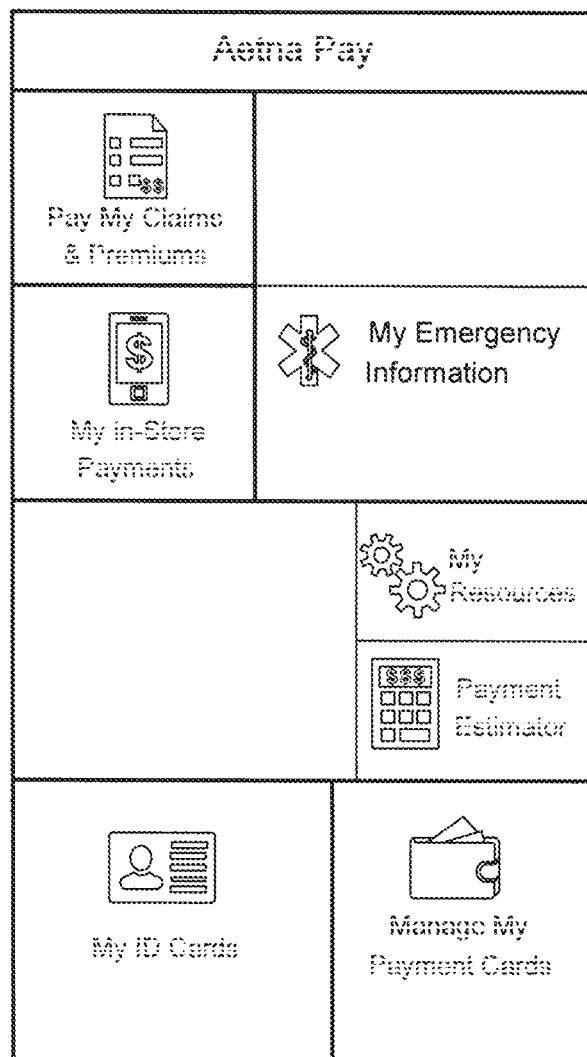 Aetna Pay
$$
Pay My Claims
& Premiums
$
My In-Store
Payments
My Emergency
Information
My
Resources
$$$
Payment
Estimator
My ID Cards
Manage My
Payment Cards